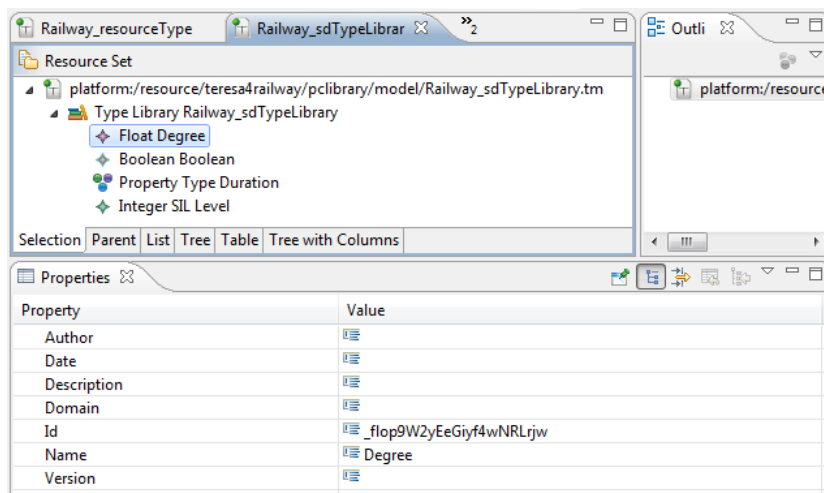 Railway_resourceType Railway_sdTypeLibrar »2 Outli
Resource Set
platform:/resource/teresa4railway/pclibrary/model/Railway_sdTypeLibrary.tm platform:/resource
Type Library Railway_sdTypeLibrary
Float Degree
Boolean Boolean
Property Type Duration
Integer SIL Level
Selection Parent List Tree Table Tree with Columns
Properties
Property Value
Author
Date
Description
Domain
Id _flop9W2yEeGiyf4wNRLrjw
Name Degree
Version